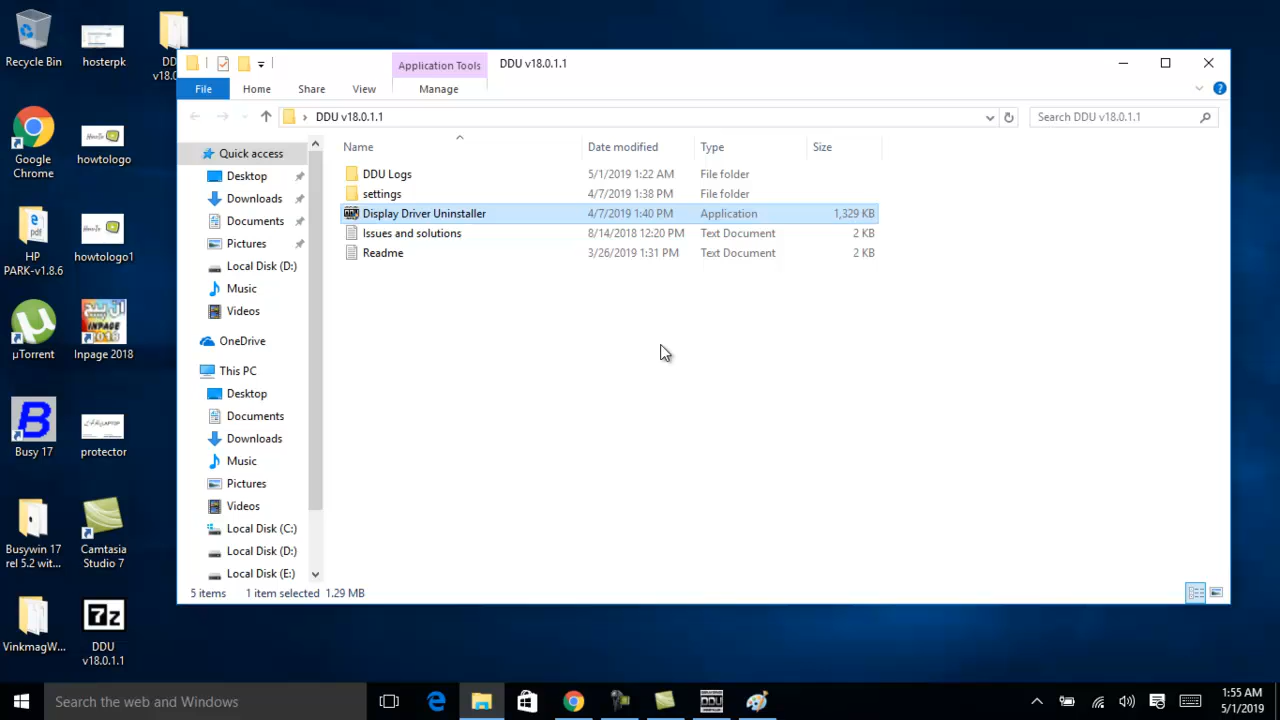 Recycle Bin
hosterpk
DD
v18.0
Google
Chrome
howtologo
HP
PARK-v1.8.6
howtologo1
µTorrent
ان پیج
INPAGE
2018
Inpage 2018
Busy 17
protector
Busywin 17
rel 5.2 wit...
Camtasia
Studio 7
VinkmagW...
7z
DDU
v18.0.1.1
Application Tools
DDU v18.0.1.1
File
Home
Share
View
Manage
DDU v18.0.1.1
Search DDU v18.0.1.1
Name
Date modified
Type
Size
Quick access
Desktop
Downloads
Documents
Pictures
Local Disk (D:)
Music
Videos
OneDrive
This PC
Desktop
Documents
Downloads
Music
Pictures
Videos
Local Disk (C:)
Local Disk (D:)
Local Disk (E:)
DDU Logs 5/1/2019 1:22 AM File folder
settings 4/7/2019 1:38 PM File folder
Display Driver Uninstaller 4/7/2019 1:40 PM Application 1,329 KB
Issues and solutions 8/14/2018 12:20 PM Text Document 2 KB
Readme 3/26/2019 1:31 PM Text Document 2 KB
5 items 1 item selected 1.29 MB
Search the web and Windows
1:55 AM
5/1/2019